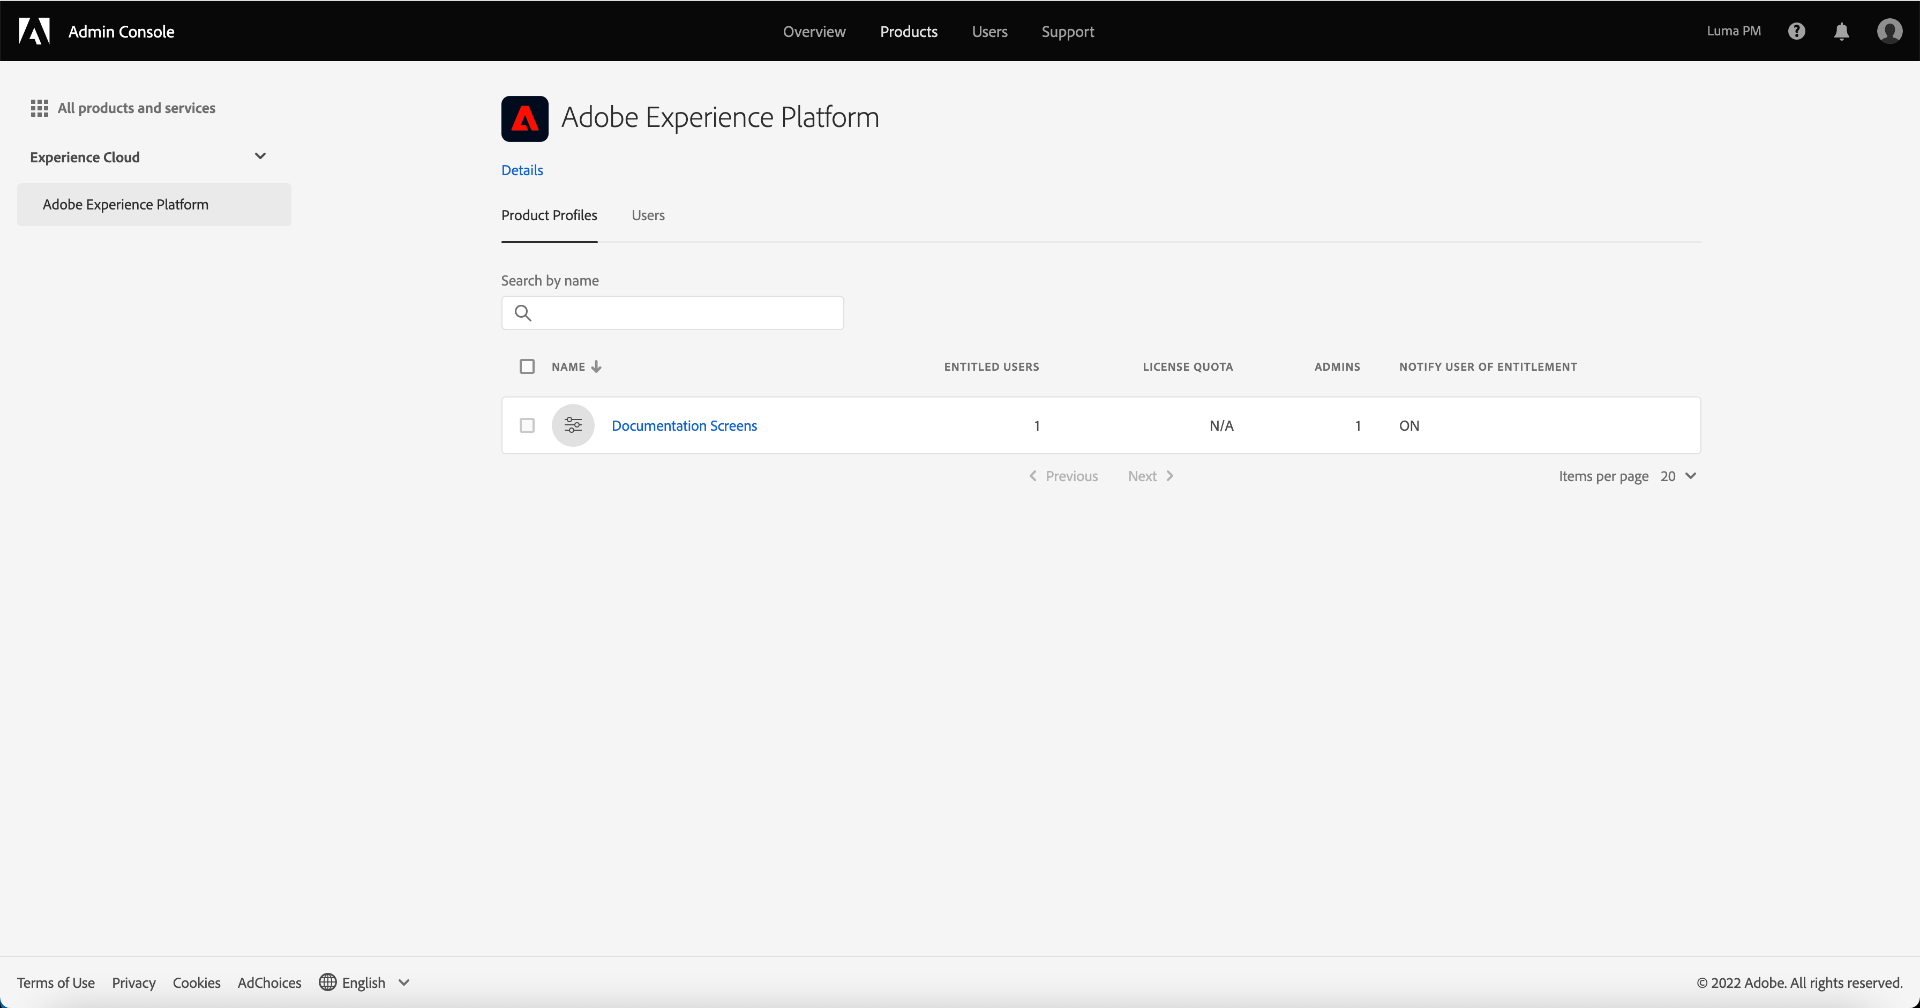 Admin Console
Overview Products Users Support
Luma PM
All products and services
Experience Cloud
Adobe Experience Platform
Adobe Experience Platform
Details
Product Profiles Users
Search by name
NAME ENTITLED USERS LICENSE QUOTA ADMINS NOTIFY USER OF ENTITLEMENT
Documentation Screens 1 N/A 1 ON
Previous Next Items per page 20
Terms of Use Privacy Cookies AdChoices English © 2022 Adobe. All rights reserved.